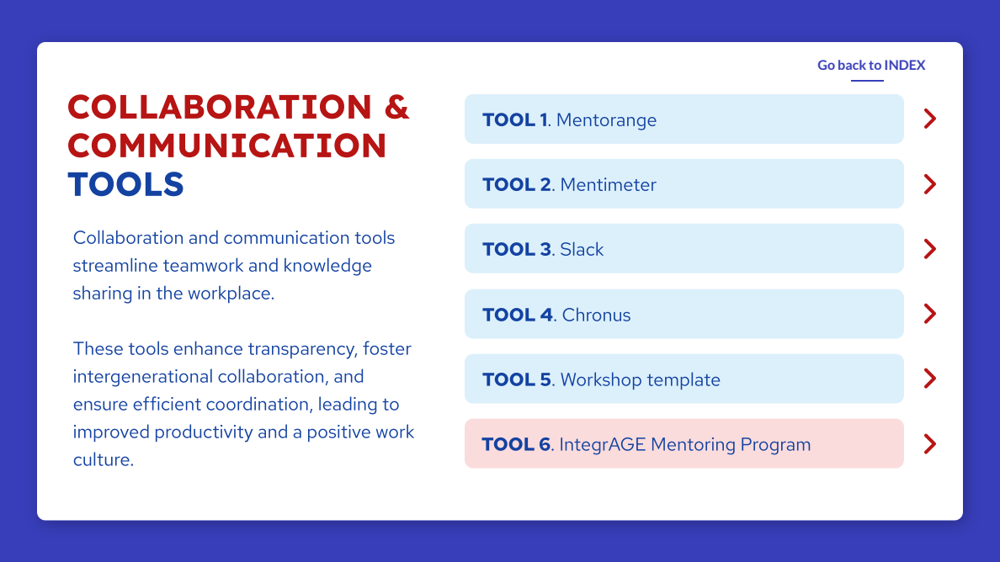 Go back to INDEX
COLLABORATION &
COMMUNICATION
TOOLS
Collaboration and communication tools
streamline teamwork and knowledge
sharing in the workplace.
These tools enhance transparency, foster
intergenerational collaboration, and
ensure efficient coordination, leading to
improved productivity and a positive work
culture.
TOOL 1. Mentorange
TOOL 2. Mentimeter
TOOL 3. Slack
TOOL 4. Chronus
TOOL 5. Workshop template
TOOL 6. IntegrAGE Mentoring Program